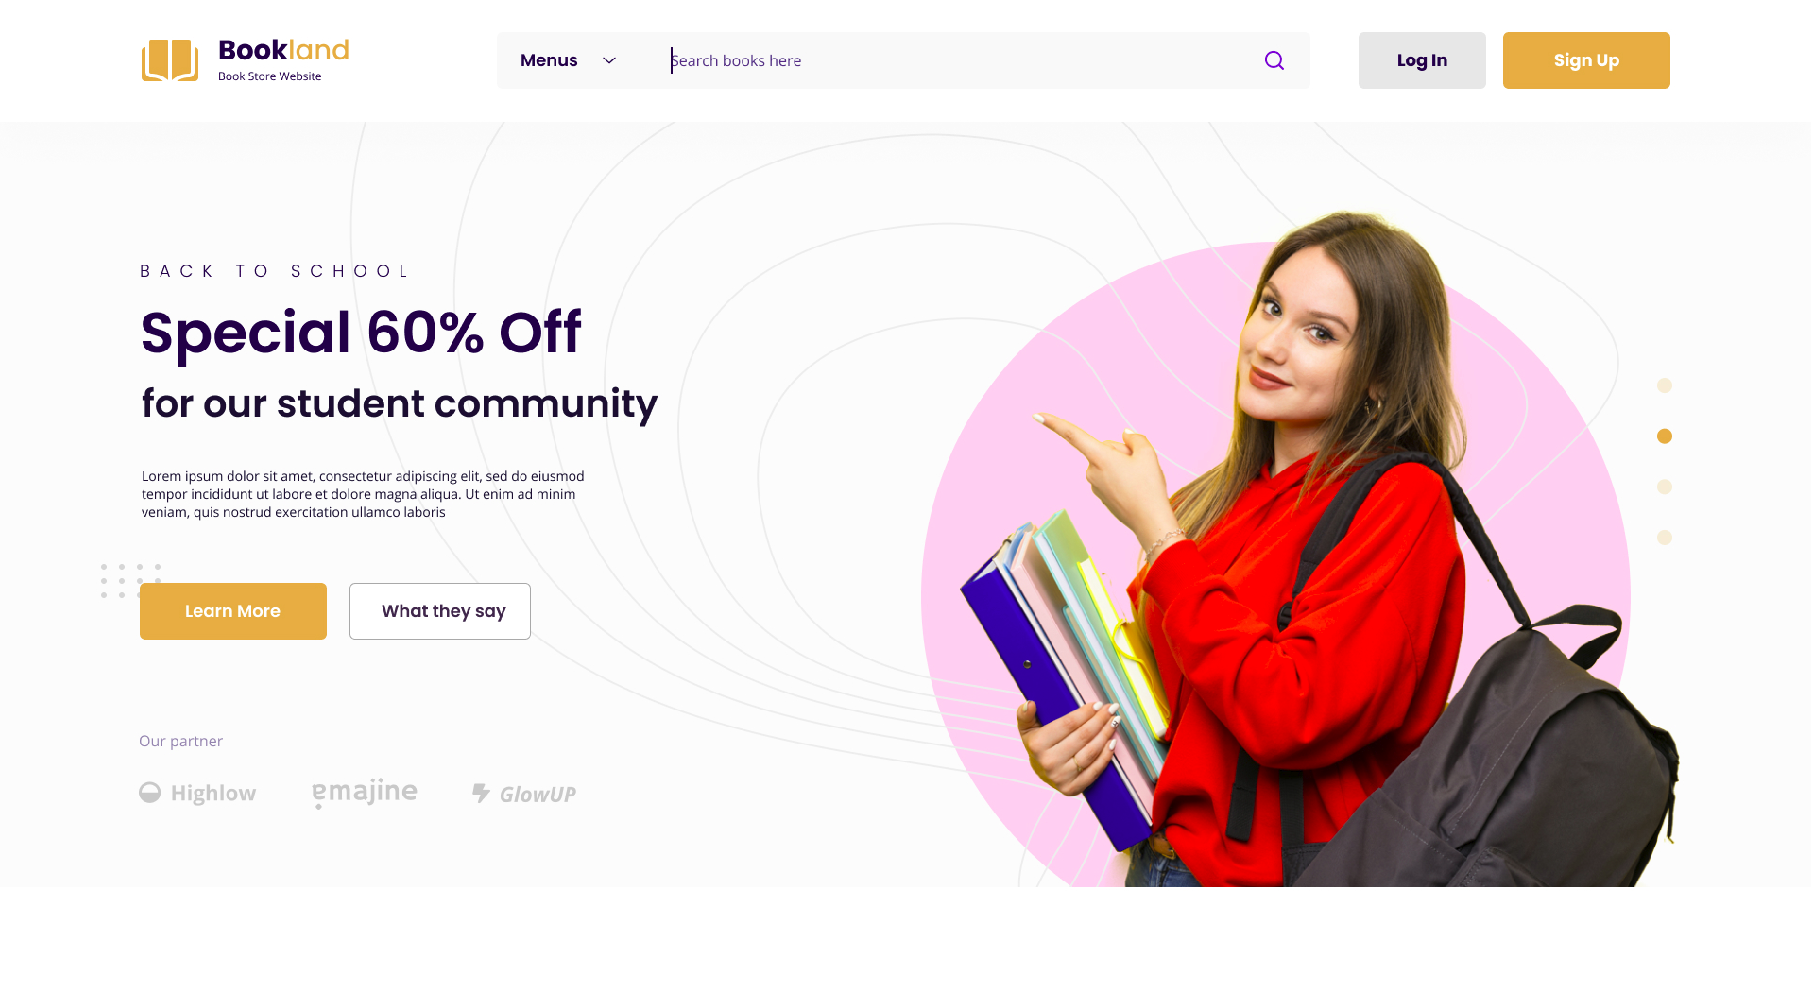 Bookland
Book Store Website
Menus
Search books here
Log In
Sign Up
BACK TO SCHOOL
Special 60% Off
for our student community
Lorem ipsum dolor sit amet, consectetur adipiscing elit, sed do eiusmod
tempor incididunt ut labore et dolore magna aliqua. Ut enim ad minim
veniam, quis nostrud exercitation ullamco laboris
Learn More
What they say
Our partner
Highlow
amajine
GlowUP